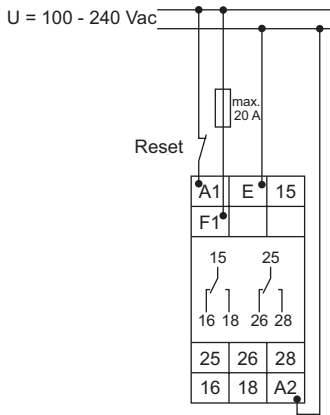 U = 100 - 240 Vac
max.
20 A
Reset
A1 E 15
F1
15 25
16 18 26 28
25 26 28
16 18 A2